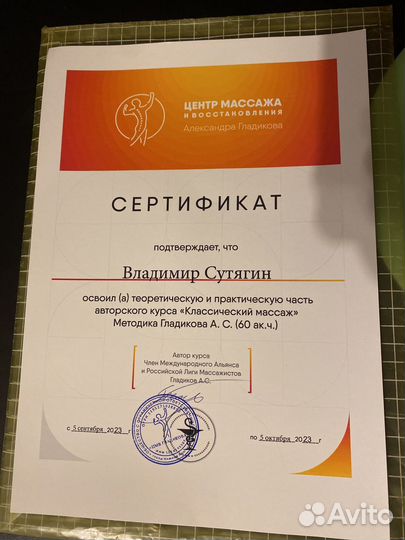 ЦЕНТР МАССАЖА
И ВОССТАНОВЛЕНИЯ
Александра Гладикова
СЕРТИФИКАТ
подтверждает, что
Владимир Сутягин
освоил (а) теоретическую и практическую часть
авторского курса «Классический массаж»
Методика Гладикова А. С. (60 ак.ч.)
Автор курса
Член Международного Альянса
и Российской Лиги Массажистов
Гладиков А.С.
с 5 сентября 2023 г
по 5 октября 2023 г
Avito